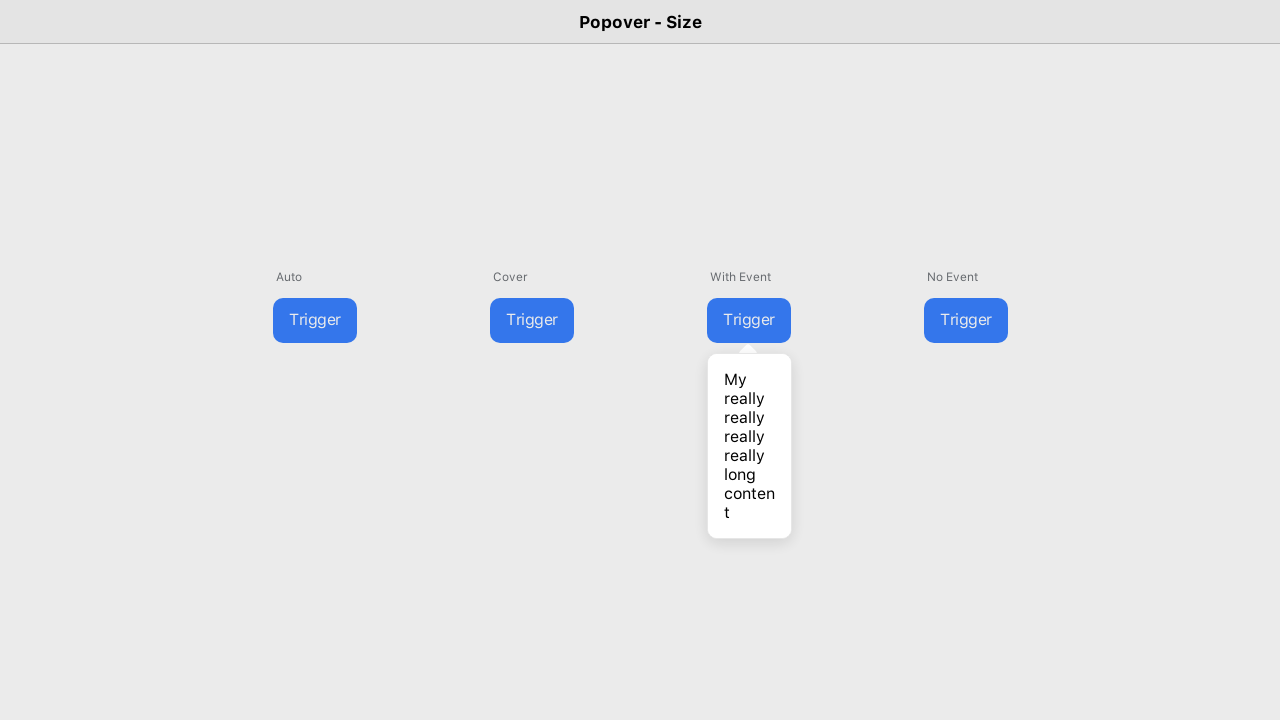 Popover - Size
Auto
Cover
With Event
No Event
Trigger
Trigger
Trigger
Trigger
My
really
really
really
really
long
conten
t